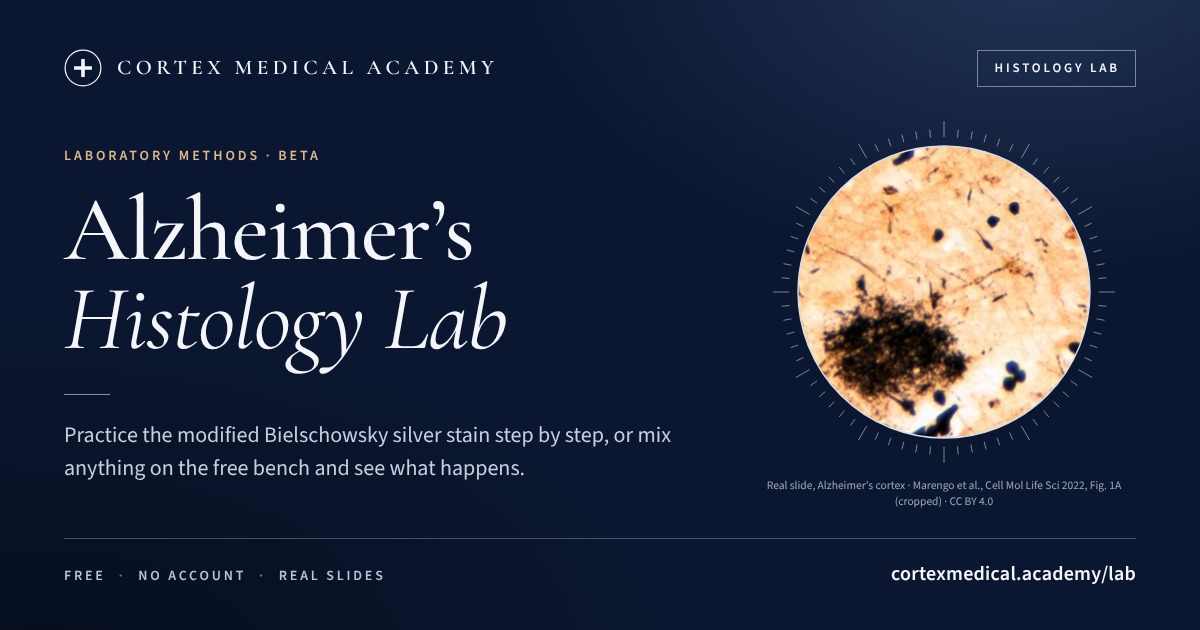 CORTEX MEDICAL ACADEMY
HISTOLOGY LAB
LABORATORY METHODS · BETA
Alzheimer’s
Histology Lab
Practice the modified Bielschowsky silver stain step by step, or mix
anything on the free bench and see what happens.
Real slide, Alzheimer's cortex · Marengo et al., Cell Mol Life Sci 2022, Fig. 1A
(cropped) · CC BY 4.0
FREE · NO ACCOUNT · REAL SLIDES
cortexmedical.academy/lab